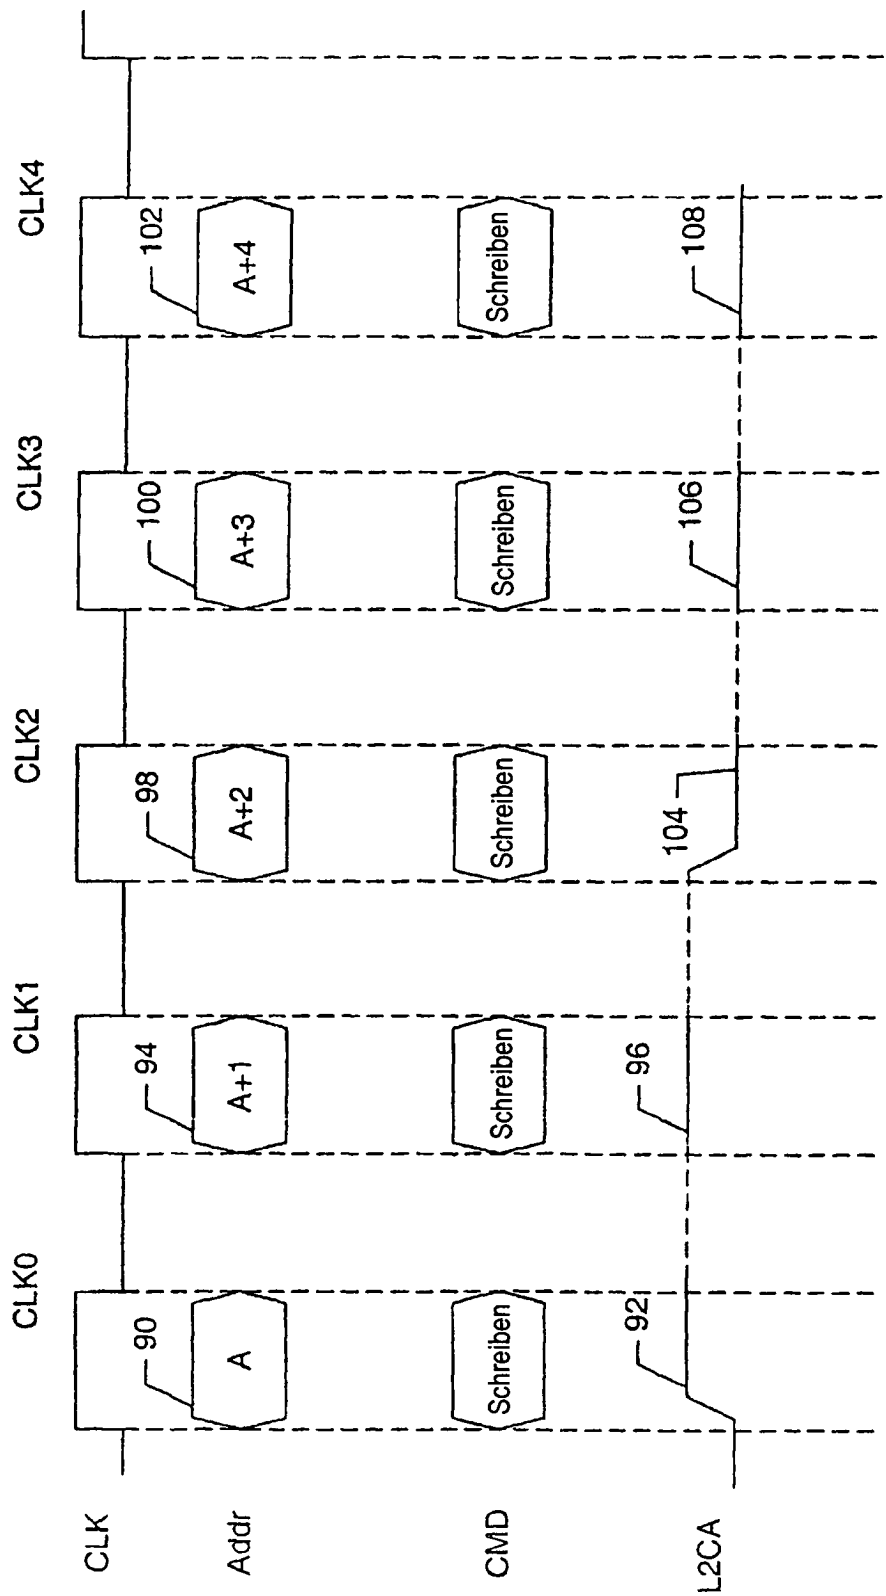 CLK0 CLK1 CLK2 CLK3 CLK4
CLK
90 94 98 100 102
Addr A A+1 A+2 A+3 A+4
CMD Schreiben Schreiben Schreiben Schreiben Schreiben
92 96 104 106 108
L2CA